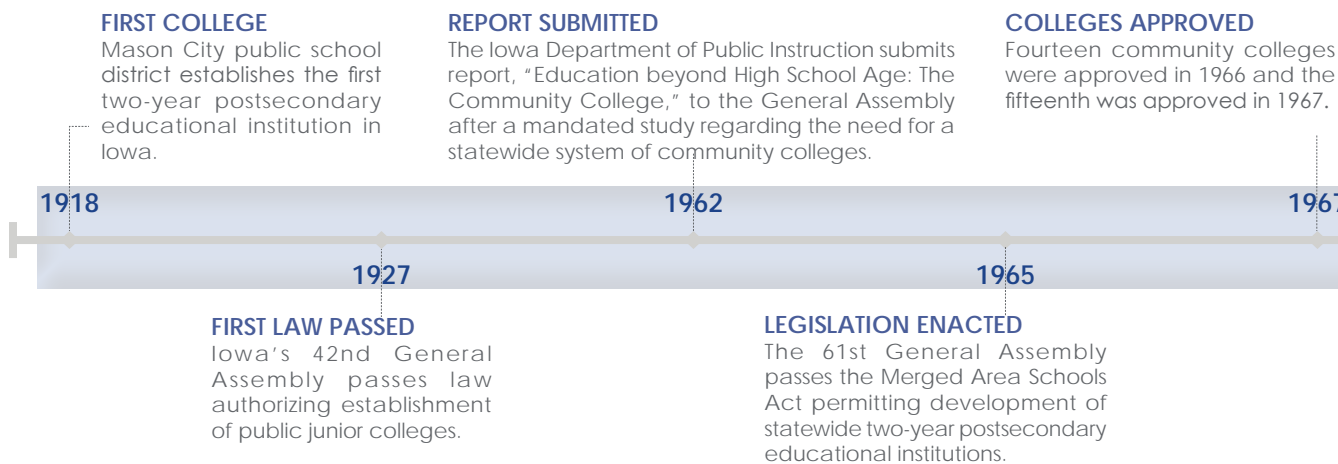 FIRST COLLEGE
Mason City public school
district establishes the first
two-year postsecondary
educational institution in
Iowa.
REPORT SUBMITTED
The Iowa Department of Public Instruction submits
report, "Education beyond High School Age: The
Community College," to the General Assembly
after a mandated study regarding the need for a
statewide system of community colleges.
COLLEGES APPROVED
Fourteen community colleges
were approved in 1966 and the
fifteenth was approved in 1967.
1918
1962
1967
1927
1965
FIRST LAW PASSED
Iowa's 42nd General
Assembly passes law
authorizing establishment
of public junior colleges.
LEGISLATION ENACTED
The 61st General Assembly
passes the Merged Area Schools
Act permitting development of
statewide two-year postsecondary
educational institutions.